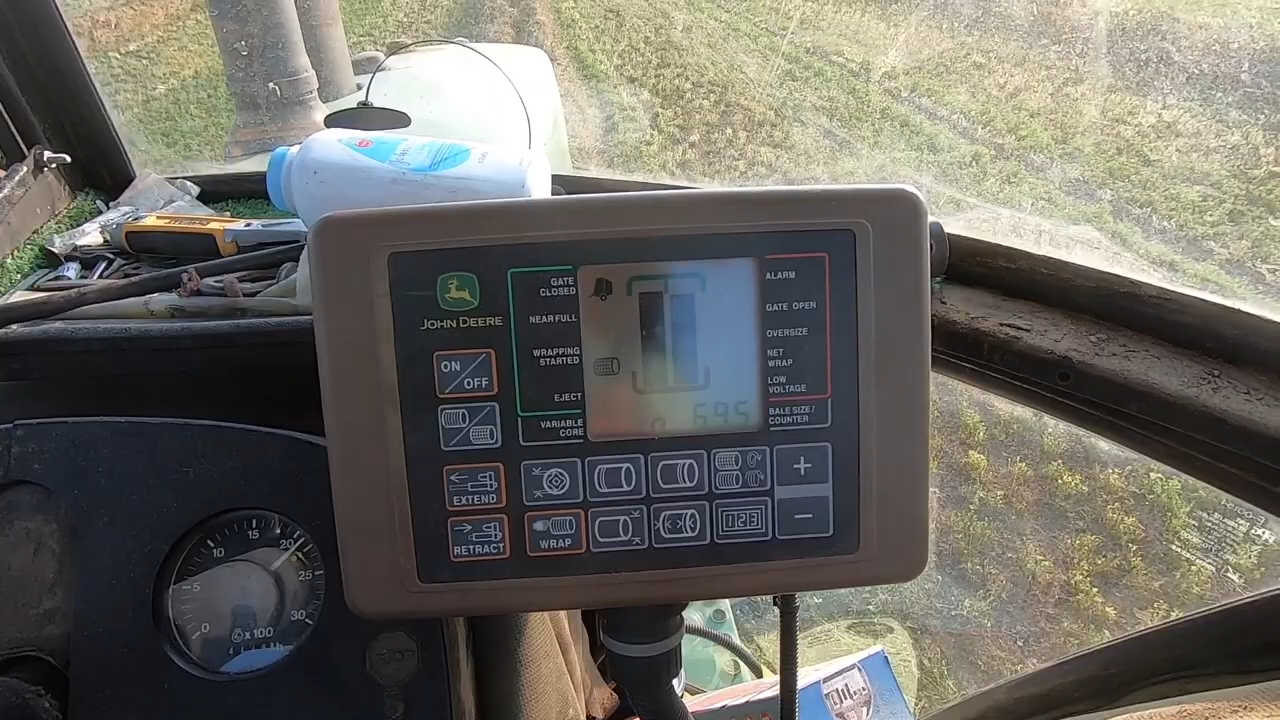 JOHN DEERE
ON
OFF
EXTEND
RETRACT
WRAP
GATE
CLOSED
NEAR FULL
WRAPPING
STARTED
EJECT
VARIABLE
CORE
695
ALARM
GATE OPEN
OVERSIZE
NET
WRAP
LOW
VOLTAGE
BALE SIZE /
COUNTER
123
+
−
0
5
10
15
20
25
30
x100